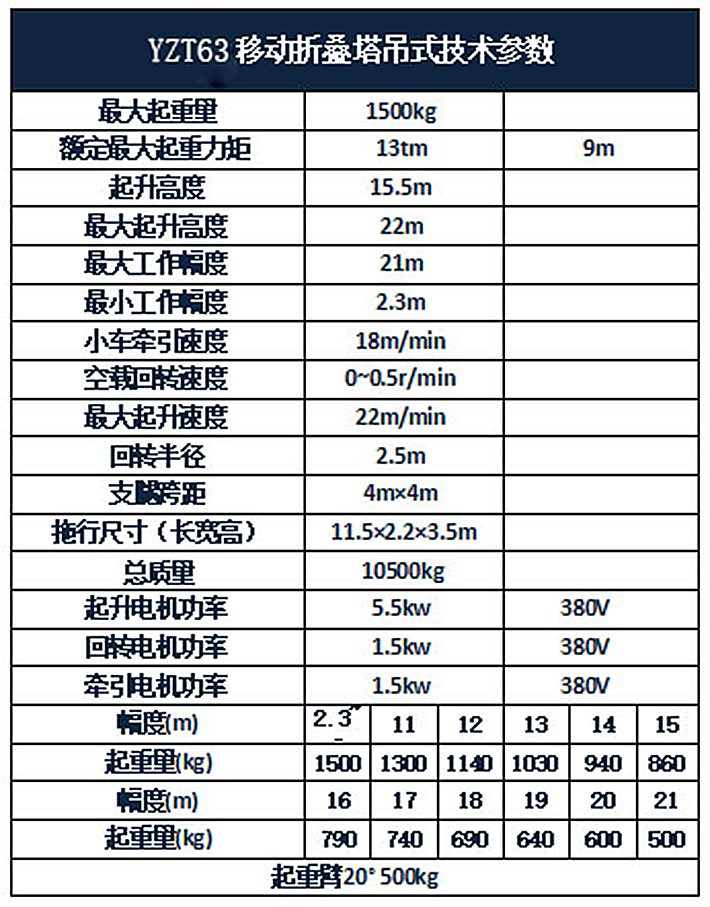 YZT63移动折叠塔吊式技术参数
最大起重量 1500kg
额定最大起重力矩 13tm 9m
起升高度 15.5m
最大起升高度 22m
最大工作幅度 21m
最小工作幅度 2.3m
小车牵引速度 18m/min
空载回转速度 0~0.5r/min
最大起升速度 22m/min
回转半径 2.5m
支腿跨距 4m×4m
拖行尺寸（长宽高） 11.5×2.2×3.5m
总质量 10500kg
起升电机功率 5.5kw 380V
回转电机功率 1.5kw 380V
牵引电机功率 1.5kw 380V
幅度(m) 2.3~ 11 12 13 14 15
起重量(kg) 1500 1300 1140 1030 940 860
幅度(m) 16 17 18 19 20 21
起重量(kg) 790 740 690 640 600 500
起重臂20° 500kg